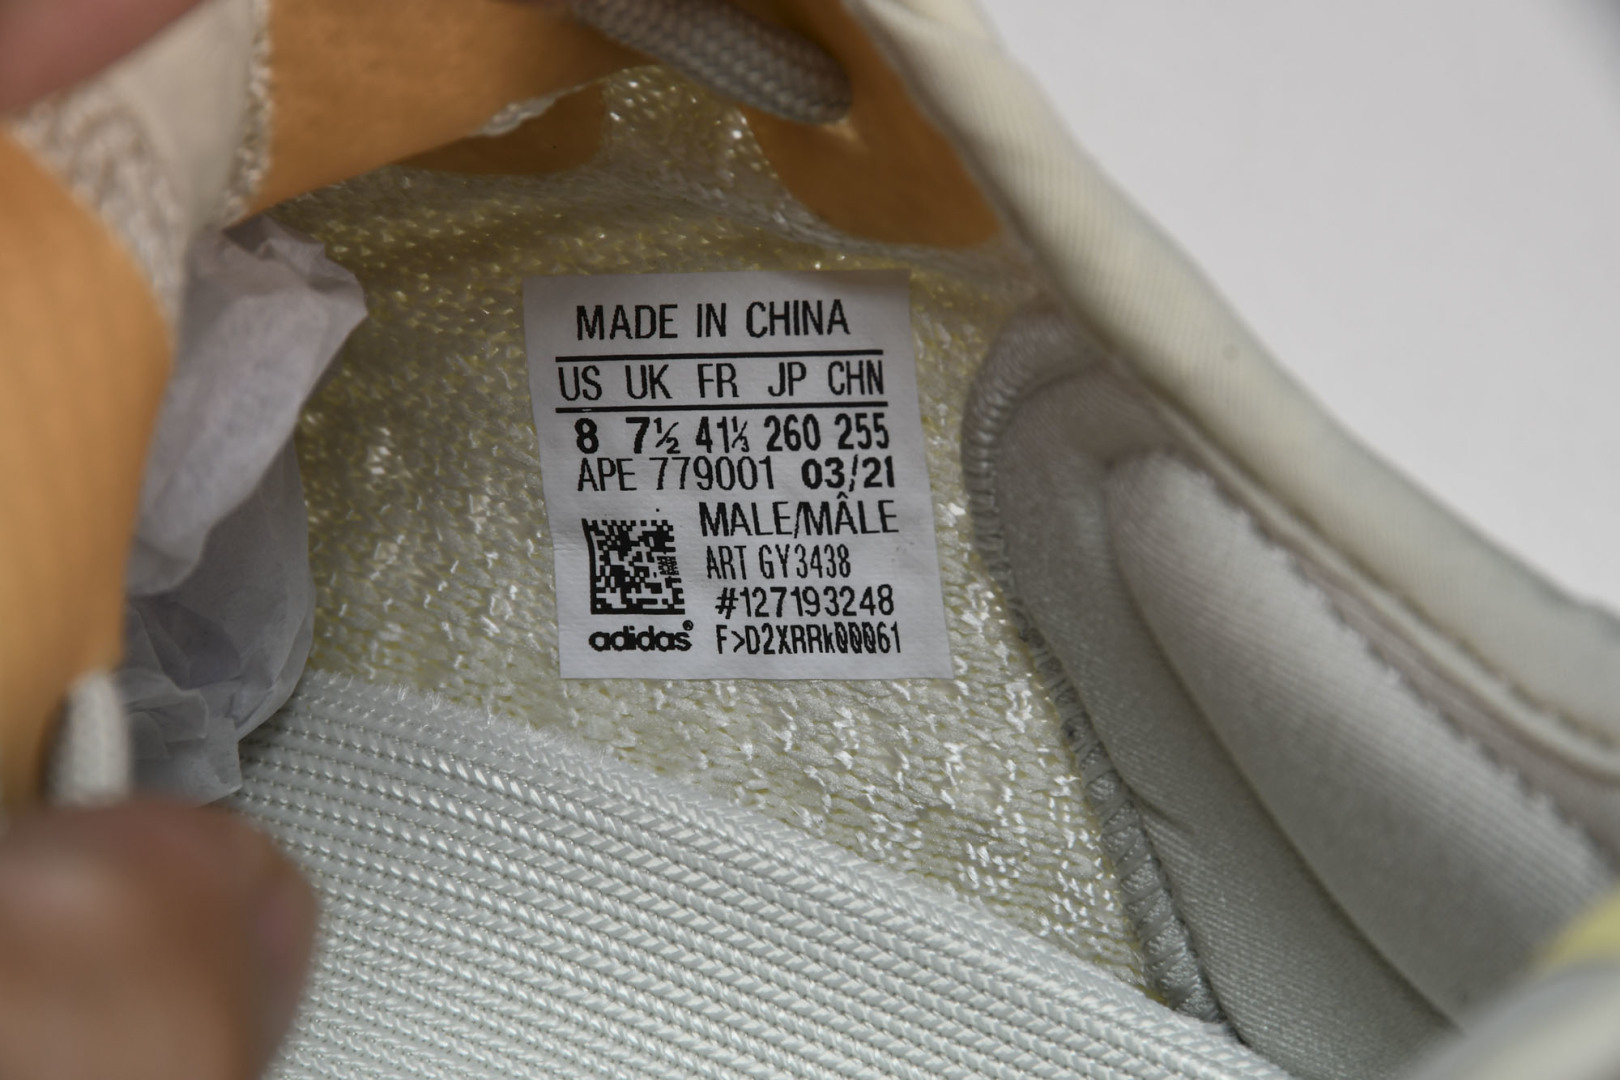 MADE IN CHINA
US UK FR JP CHN
8 7½ 41⅓ 260 255
APE 779001 03/21
MALE/MÂLE
ART GY3438
#127193248
adidas® F>D2XRRk00061